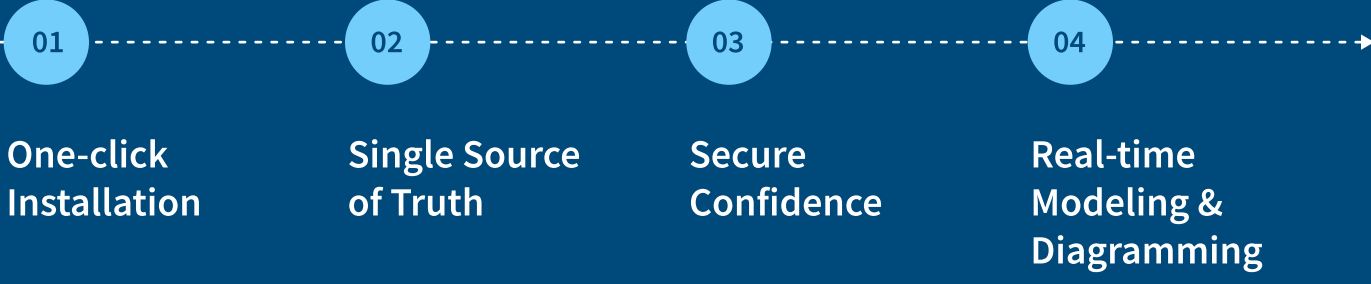 01
02
03
04
One-click
Installation
Single Source
of Truth
Secure
Confidence
Real-time
Modeling &
Diagramming